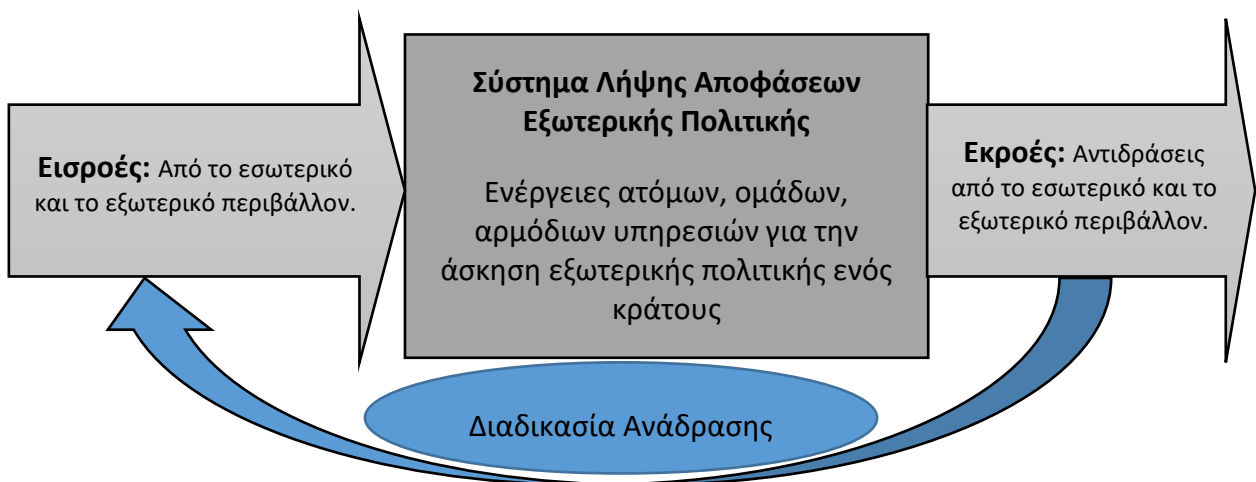 Εισροές: Από το εσωτερικό
και το εξωτερικό περιβάλλον.
Σύστημα Λήψης Αποφάσεων
Εξωτερικής Πολιτικής
Ενέργειες ατόμων, ομάδων,
αρμόδιων υπηρεσιών για την
άσκηση εξωτερικής πολιτικής ενός
κράτους
Εκροές: Αντιδράσεις
από το εσωτερικό και το
εξωτερικό περιβάλλον.
Διαδικασία Ανάδρασης